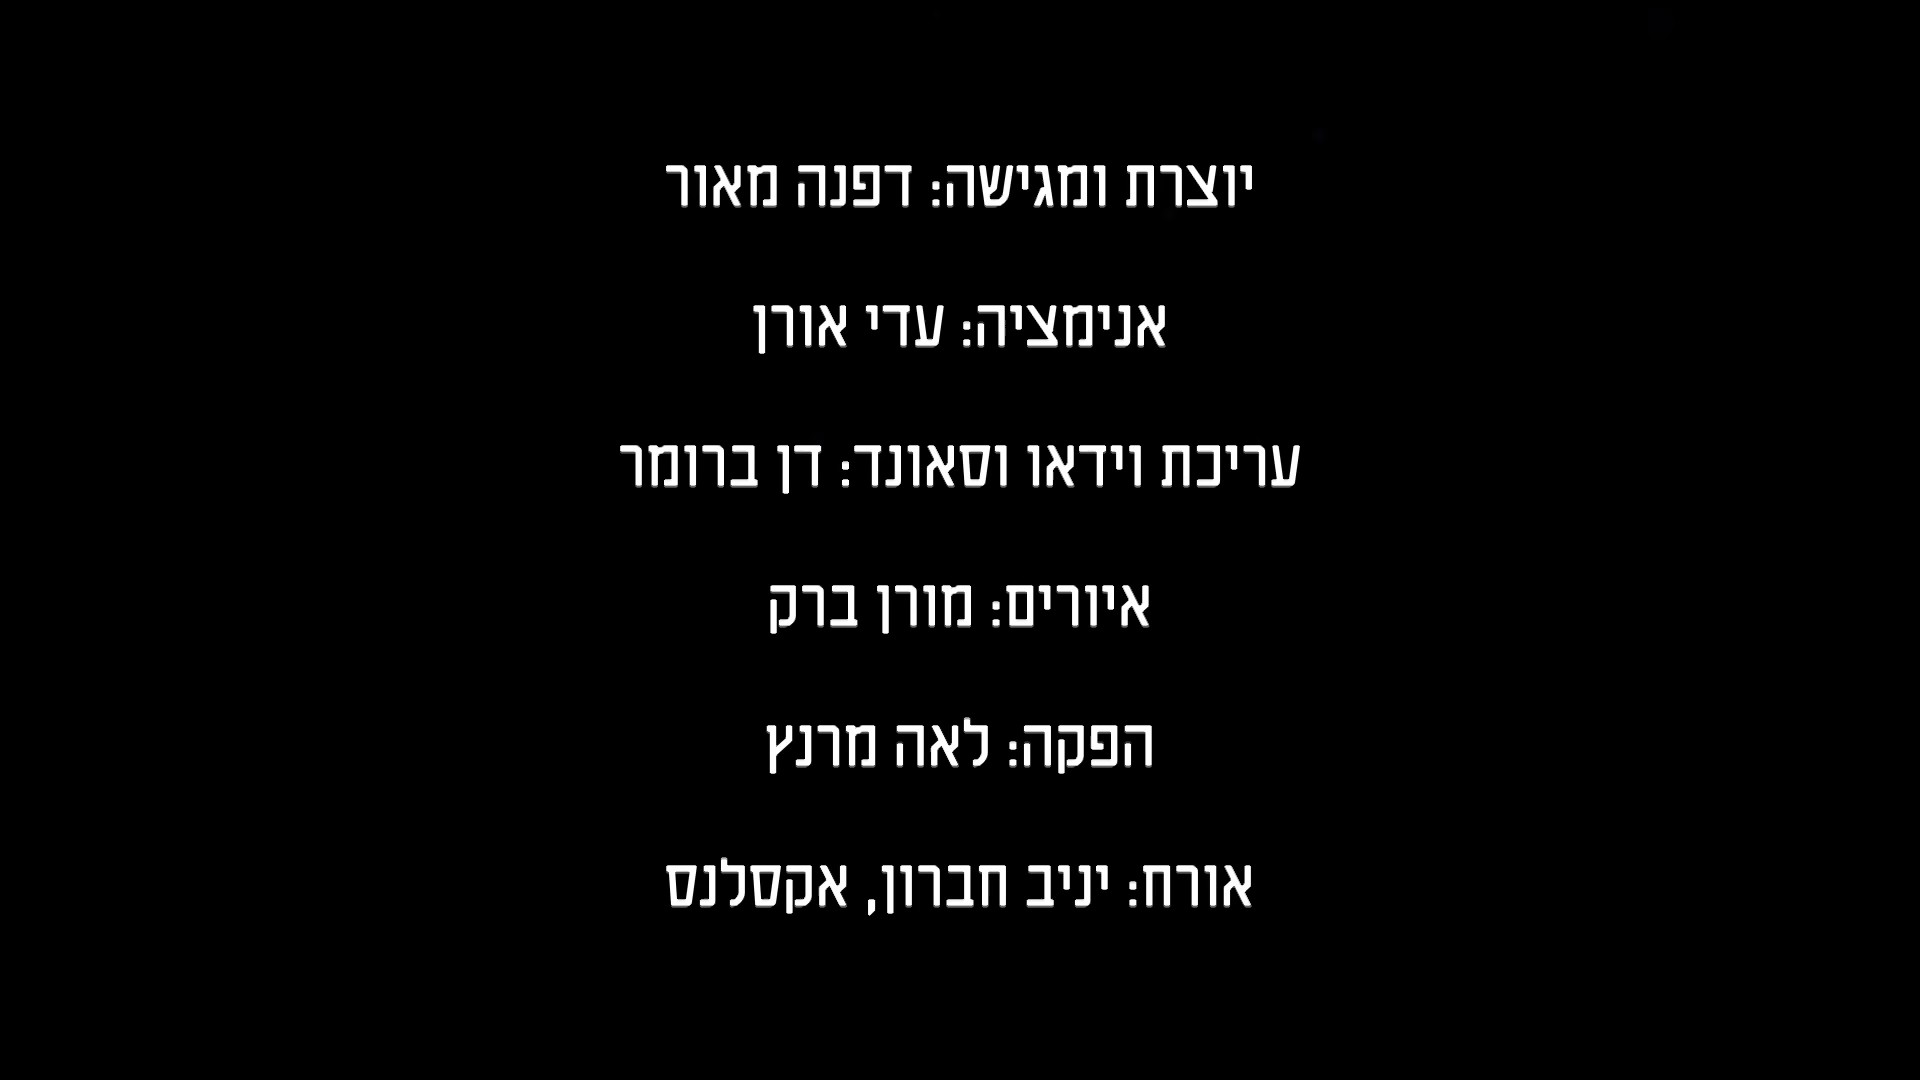 יוצרת ומגישה: דפנה מאור
אנימציה: עדי אורן
עריכת וידאו וסאונד: דן ברומר
איורים: מורן ברק
הפקה: לאה מרנץ
אורח: יניב חברון, אקסלנס